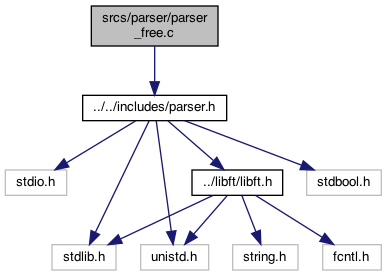 srcs/parser/parser
_free.c
../../includes/parser.h
stdio.h
../libft/libft.h
stdbool.h
stdlib.h
unistd.h
string.h
fcntl.h